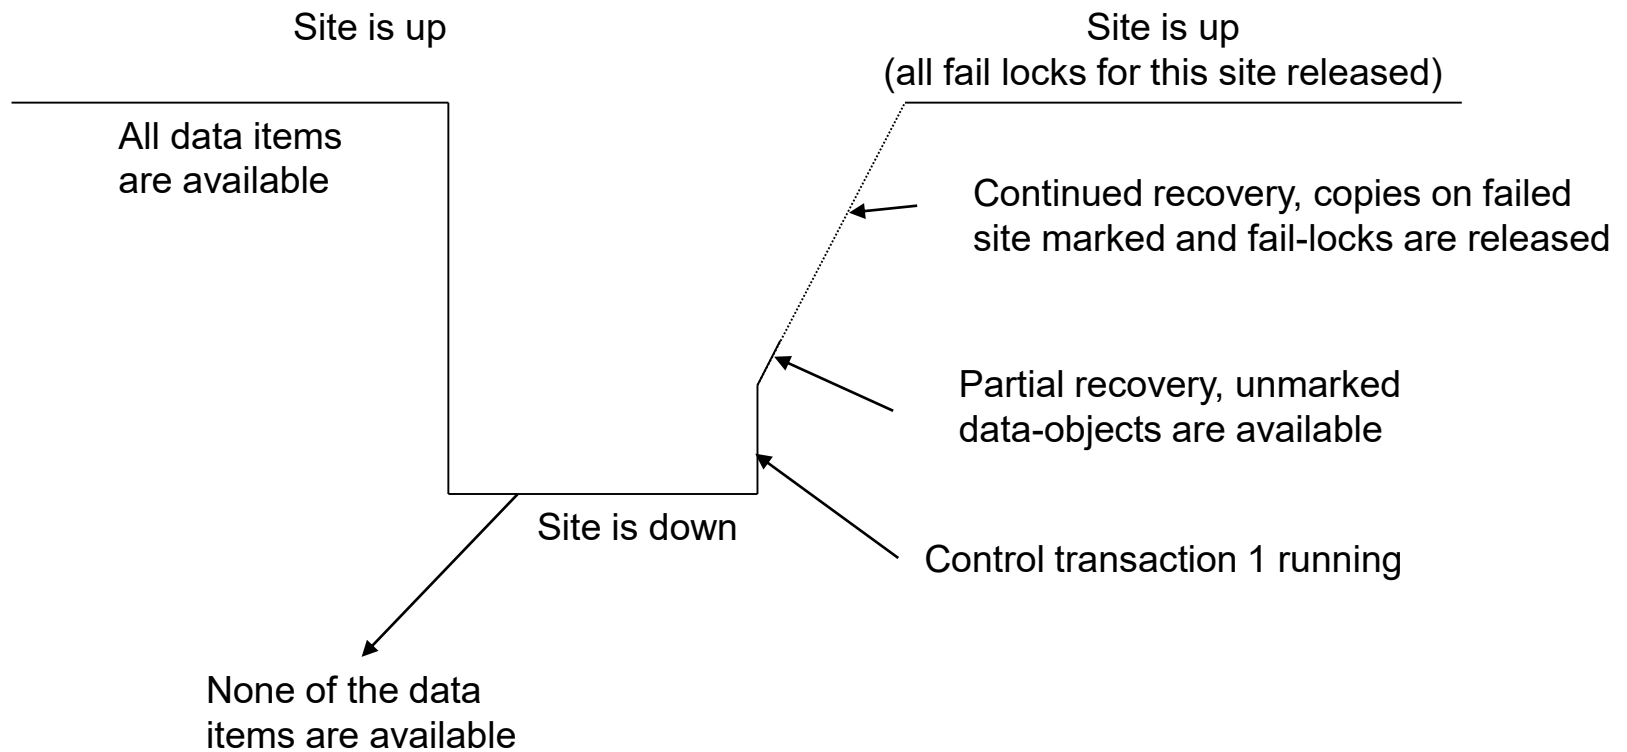 Site is up
Site is up
(all fail locks for this site released)
All data items
are available
Continued recovery, copies on failed
site marked and fail-locks are released
Partial recovery, unmarked
data-objects are available
Site is down
Control transaction 1 running
None of the data
items are available